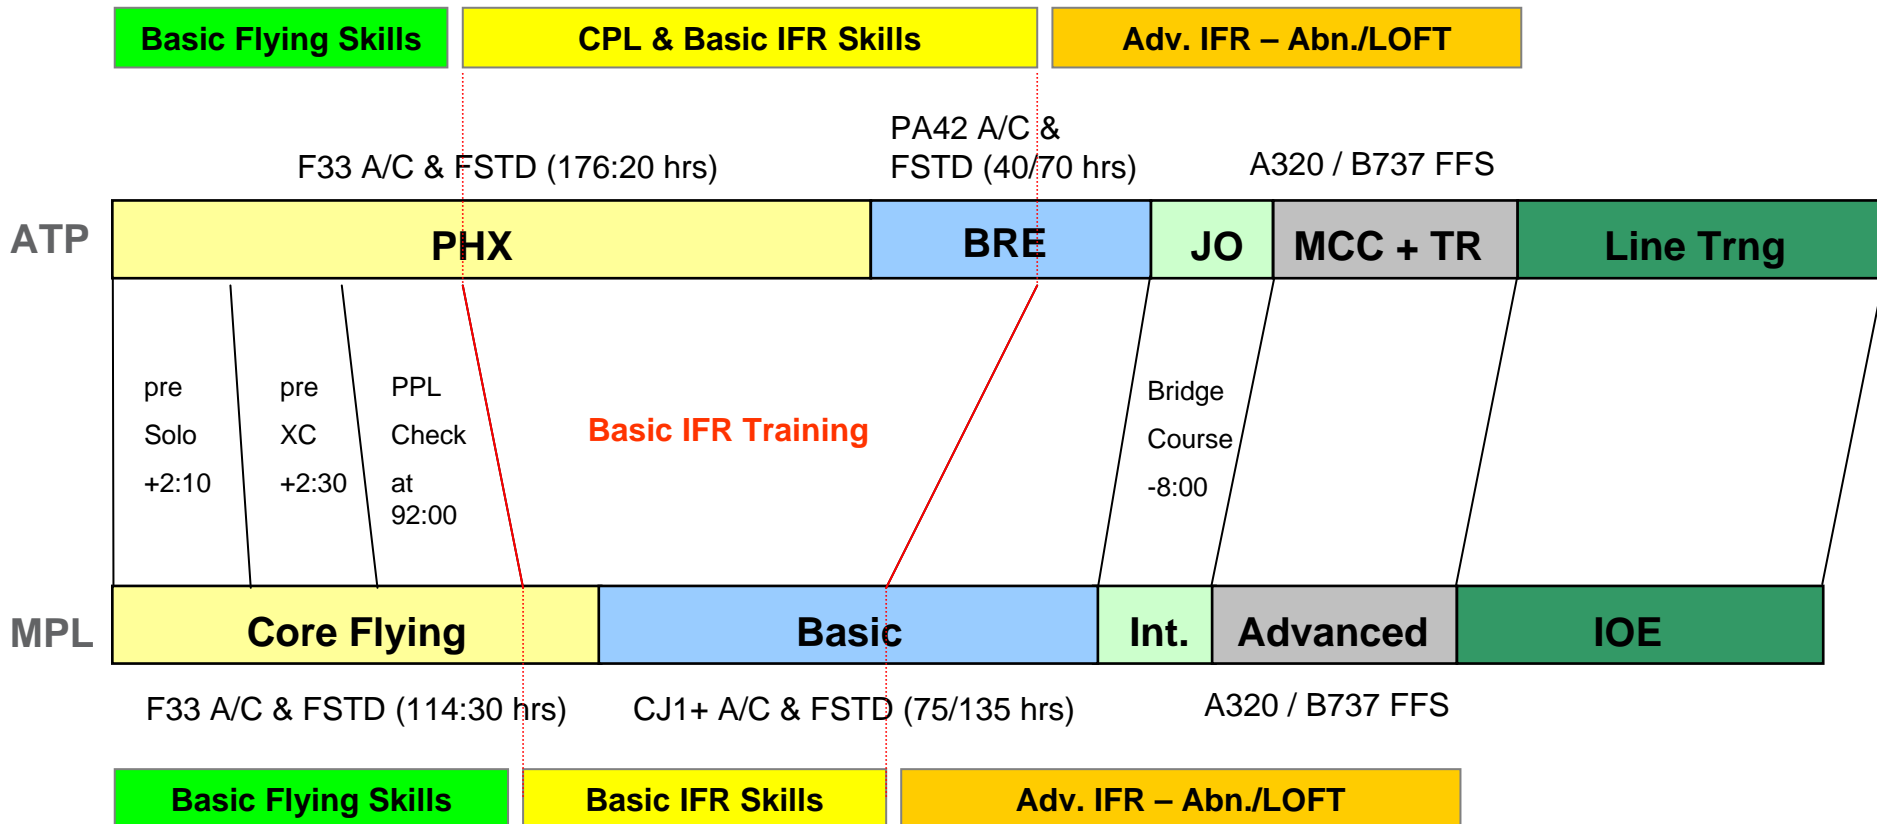 Basic Flying Skills
CPL & Basic IFR Skills
Adv. IFR – Abn./LOFT
F33 A/C & FSTD (176:20 hrs)
PA42 A/C &
FSTD (40/70 hrs)
A320 / B737 FFS
ATP
PHX
BRE
JO
MCC + TR
Line Trng
pre
Solo
+2:10
pre
XC
+2:30
PPL
Check
at
92:00
Basic IFR Training
Bridge
Course
-8:00
MPL
Core Flying
Basic
Int.
Advanced
IOE
F33 A/C & FSTD (114:30 hrs)
CJ1+ A/C & FSTD (75/135 hrs)
A320 / B737 FFS
Basic Flying Skills
Basic IFR Skills
Adv. IFR – Abn./LOFT